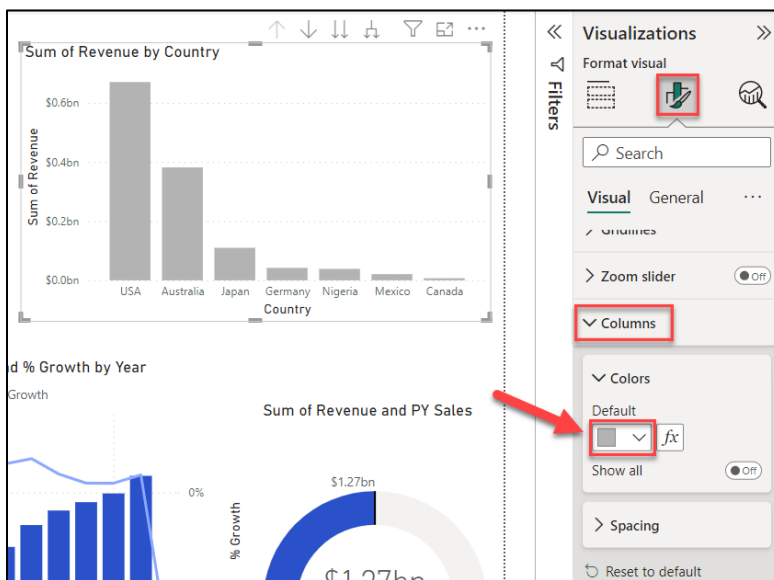 Sum of Revenue by Country
$0.6bn
$0.4bn
$0.2bn
$0.0bn
Sum of Revenue
USA Australia Japan Germany Nigeria Mexico Canada
Country
d % Growth by Year
Growth
0%
Sum of Revenue and PY Sales
$1.27bn
% Growth
$1.27bn
Filters
Visualizations
Format visual
Search
Visual General
Gridlines
Zoom slider Off
Columns
Colors
Default
fx
Show all Off
Spacing
Reset to default